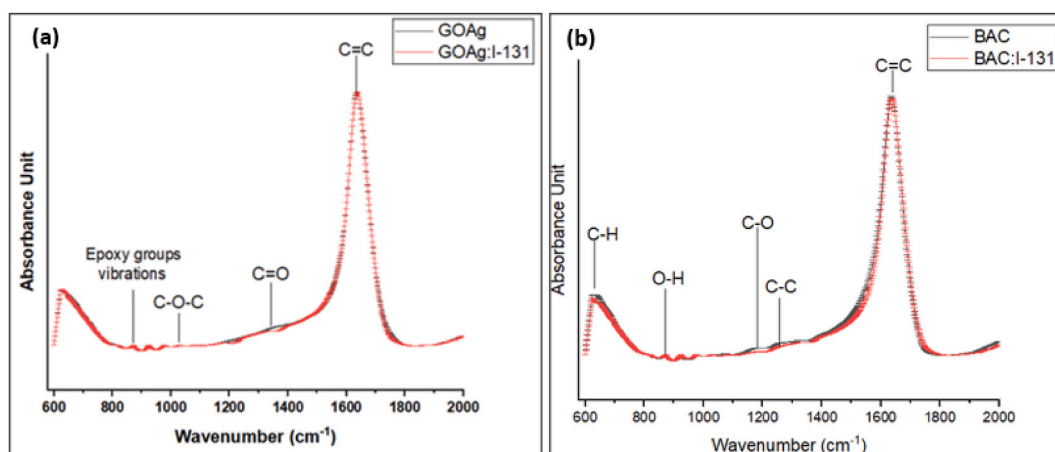 (a)
GOAg
GOAg:I-131
C=C
Epoxy groups
vibrations
C-O-C
C=O
Absorbance Unit
600 800 1000 1200 1400 1600 1800 2000
Wavenumber (cm⁻¹)
(b)
BAC
BAC:I-131
C=C
C-H
O-H
C-O
C-C
Absorbance Unit
600 800 1000 1200 1400 1600 1800 2000
Wavenumber (cm⁻¹)